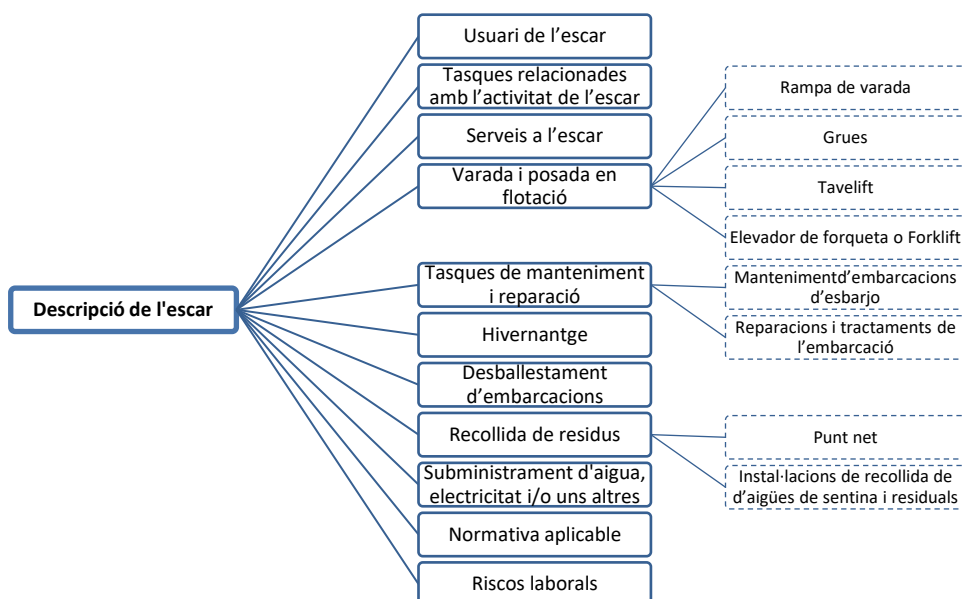 Descripció de l'escar
Usuari de l’escar
Tasques relacionades
amb l’activitat de l’escar
Serveis a l’escar
Varada i posada en
flotació
Rampa de varada
Grues
Tavelift
Elevador de forqueta o Forklift
Tasques de manteniment
i reparació
Mantenimentd’embarcacions
d’esbarjo
Reparacions i tractaments de
l’embarcació
Hivernantge
Desballestament
d’embarcacions
Recollida de residus
Punt net
Instal·lacions de recollida de
d’aigües de sentina i residuals
Subministrament d'aigua,
electricitat i/o uns altres
Normativa aplicable
Riscos laborals